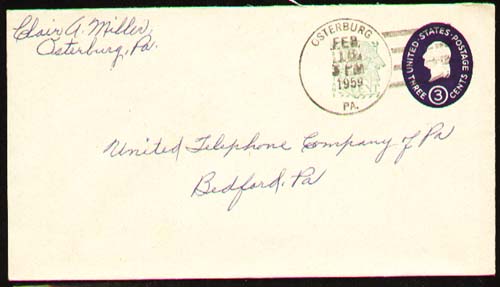 Clair A. Miller,
Osterburg, Pa.
OSTERBURG
FEB
3 PM
1959
PA.
UNITED STATES POSTAGE
3
THREE CENTS
United Telephone Company of Pa
Bedford, Pa